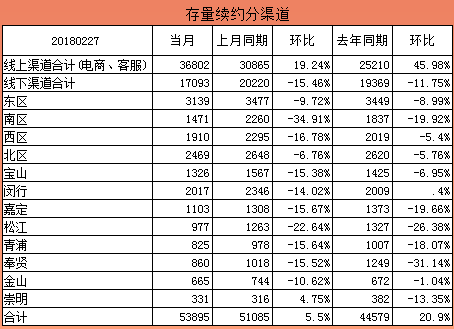 存量续约分渠道
20180227 当月 上月同期 环比 去年同期 环比
线上渠道合计(电商、客服) 36802 30865 19.24% 25210 45.98%
线下渠道合计 17093 20220 -15.46% 19369 -11.75%
东区 3139 3477 -9.72% 3449 -8.99%
南区 1471 2260 -34.91% 1837 -19.92%
西区 1910 2295 -16.78% 2019 -5.4%
北区 2469 2648 -6.76% 2620 -5.76%
宝山 1326 1567 -15.38% 1425 -6.95%
闵行 2017 2346 -14.02% 2009 .4%
嘉定 1103 1308 -15.67% 1373 -19.66%
松江 977 1263 -22.64% 1327 -26.38%
青浦 825 978 -15.64% 1007 -18.07%
奉贤 860 1018 -15.52% 1249 -31.14%
金山 665 744 -10.62% 672 -1.04%
崇明 331 316 4.75% 382 -13.35%
合计 53895 51085 5.5% 44579 20.9%